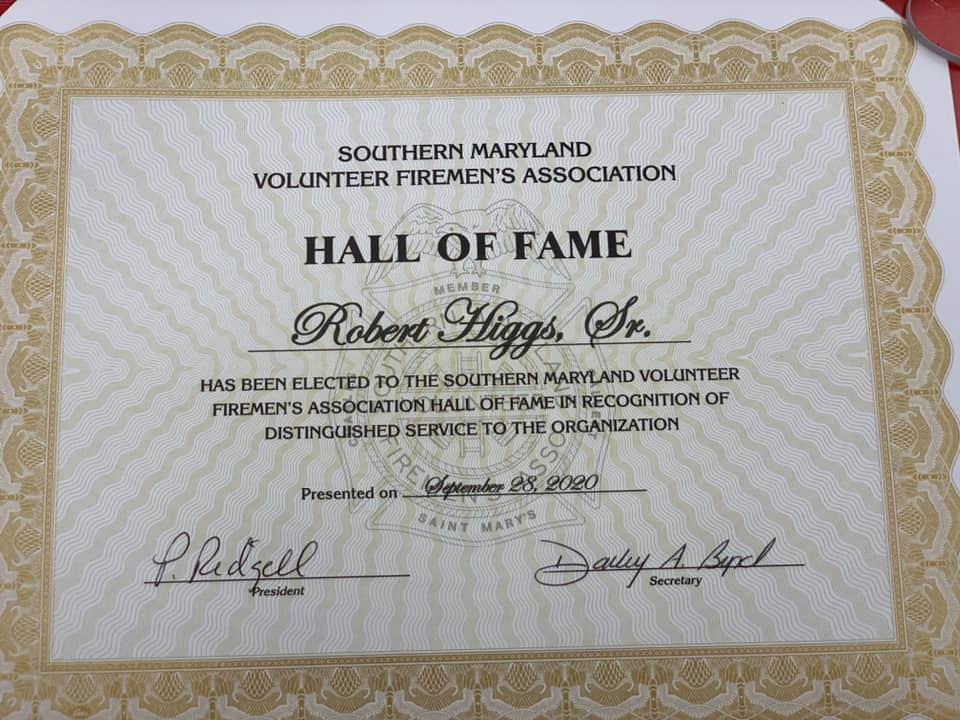 SOUTHERN MARYLAND
VOLUNTEER FIREMEN'S ASSOCIATION
HALL OF FAME
MEMBER
Robert Higgs, Sr.
HAS BEEN ELECTED TO THE SOUTHERN MARYLAND VOLUNTEER
FIREMEN'S ASSOCIATION HALL OF FAME IN RECOGNITION OF
DISTINGUISHED SERVICE TO THE ORGANIZATION
Presented on September 28, 2020
FIREMEN'S
SAINT MARY'S
P. Ridgell
President
A.
Secretary